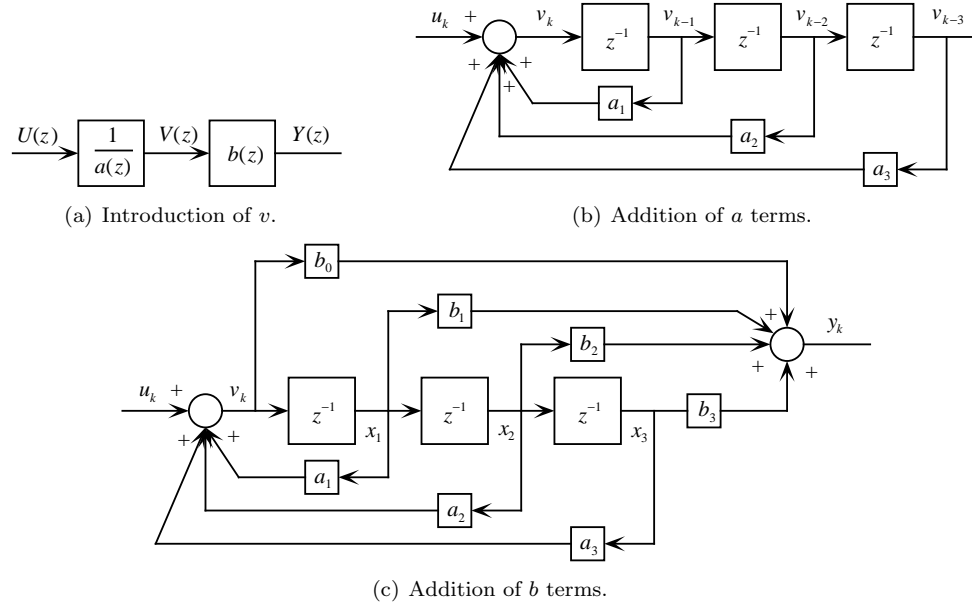 U(z) 1/a(z) V(z) b(z) Y(z)
(a) Introduction of v.
u_k + v_k z^{-1} v_{k-1} z^{-1} v_{k-2} z^{-1} v_{k-3}
+ + +
a_1
a_2
a_3
(b) Addition of a terms.
b_0
b_1 +
b_2 + y_k
+
u_k + v_k z^{-1} x_1 z^{-1} x_2 z^{-1} x_3 b_3
+ +
a_1
a_2
a_3
(c) Addition of b terms.